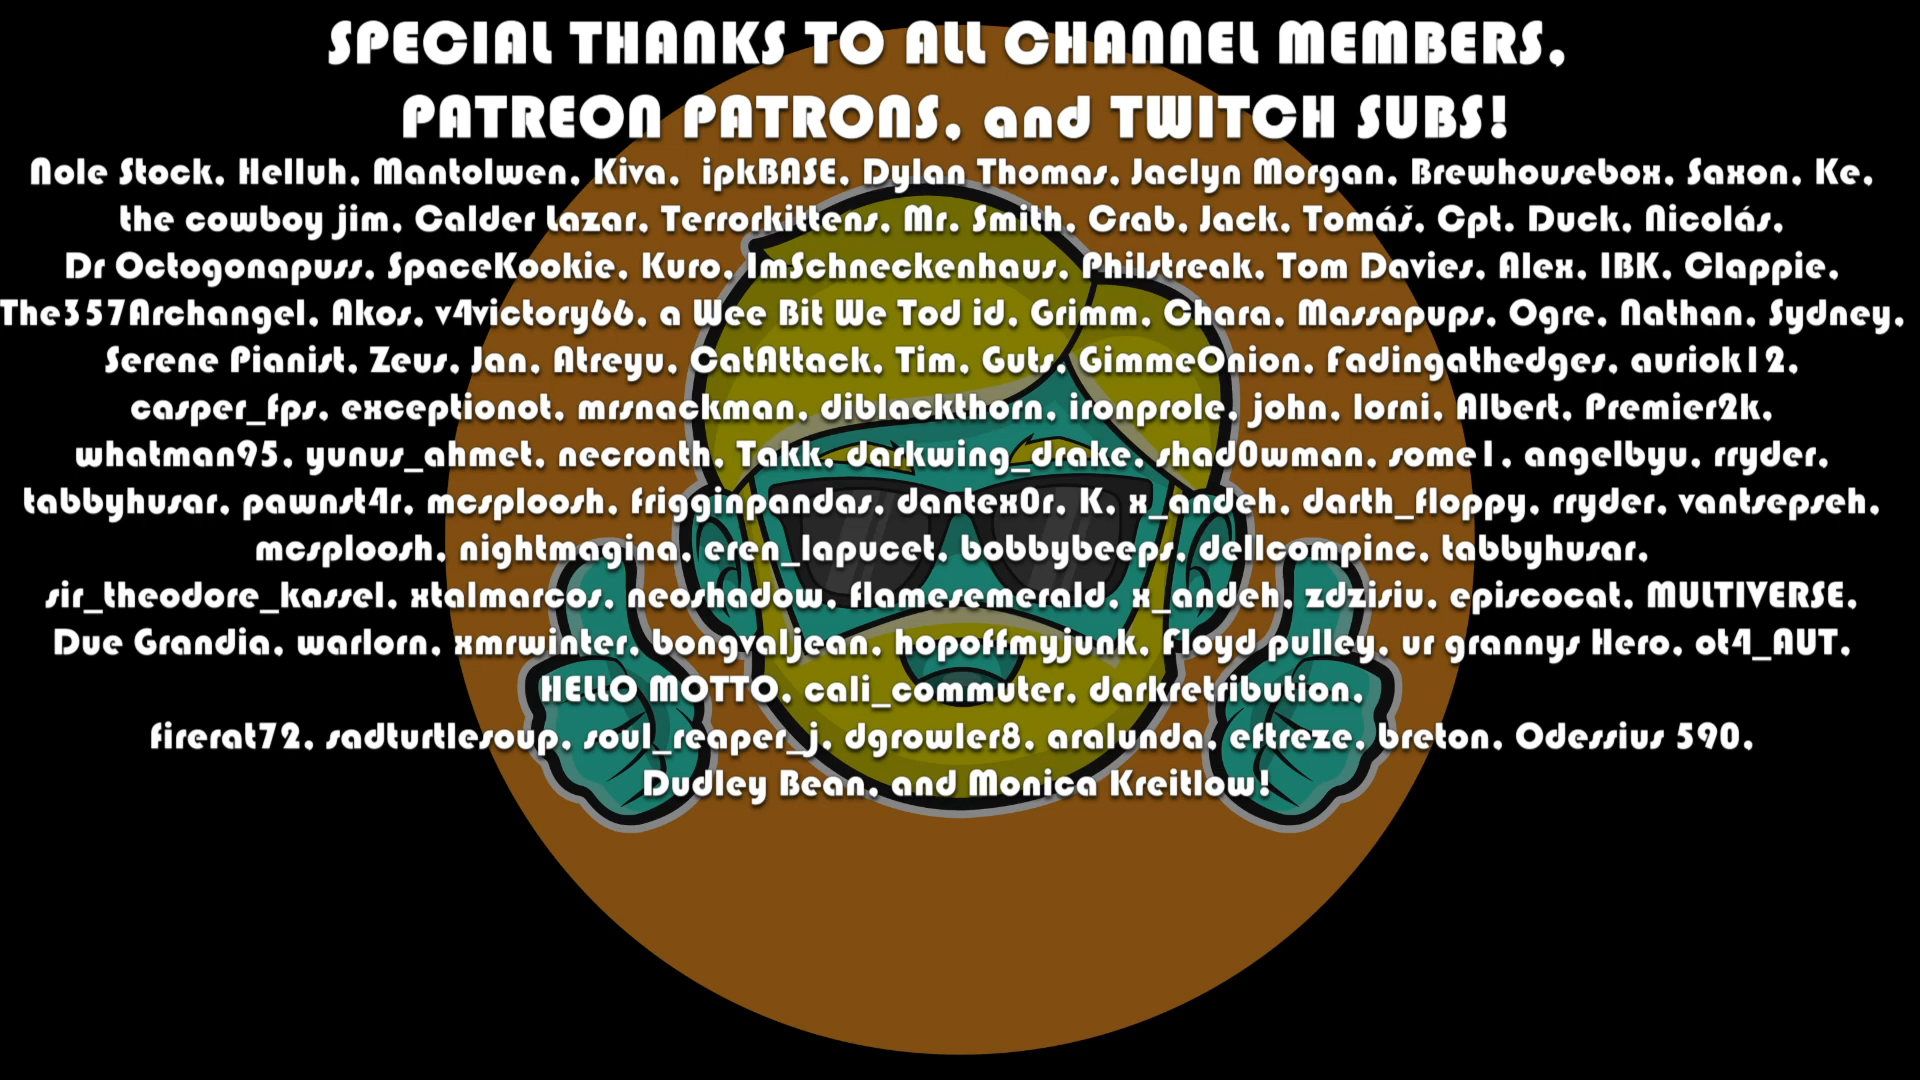 SPECIAL THANKS TO ALL CHANNEL MEMBERS,
PATREON PATRONS, and TWITCH SUBS!
Nole Stock, Helluh, Mantolwen, Kiva,  ipkBASE, Dylan Thomas, Jaclyn Morgan, Brewhousebox, Saxon, Ke,
the cowboy jim, Calder Lazar, Terrorkittens, Mr. Smith, Crab, Jack, Tomáš, Cpt. Duck, Nicolás,
Dr Octogonapuss, SpaceKookie, Kuro, ImSchneckenhaus, Philstreak, Tom Davies, Alex, IBK, Clappie,
The357Archangel, Akos, v4victory66, a Wee Bit We Tod id, Grimm, Chara, Massapups, Ogre, Nathan, Sydney,
Serene Pianist, Zeus, Jan, Atreyu, CatAttack, Tim, Guts, GimmeOnion, Fadingathedges, auriok12,
casper_fps, exceptionot, mrsnackman, diblackthorn, ironprole, john, lorni, Albert, Premier2k,
whatman95, yunus_ahmet, necronth, Takk, darkwing_drake, shad0wman, some1, angelbyu, rryder,
tabbyhusar, pawnst4r, mcsploosh, frigginpandas, dantex0r, K, x_andeh, darth_floppy, rryder, vantsepseh,
mcsploosh, nightmagina, eren_lapucet, bobbybeeps, dellcompinc, tabbyhusar,
sir_theodore_kassel, xtalmarcos, neoshadow, flamesemerald, x_andeh, zdzisiu, episcocat, MULTIVERSE,
Due Grandia, warlorn, xmrwinter, bongvaljean, hopoffmyjunk, Floyd pulley, ur grannys Hero, ot4_AUT,
HELLO MOTTO, cali_commuter, darkretribution,
firerat72, sadturtlesoup, soul_reaper_j, dgrowler8, aralunda, eftreze, breton, Odessius 590,
Dudley Bean, and Monica Kreitlow!